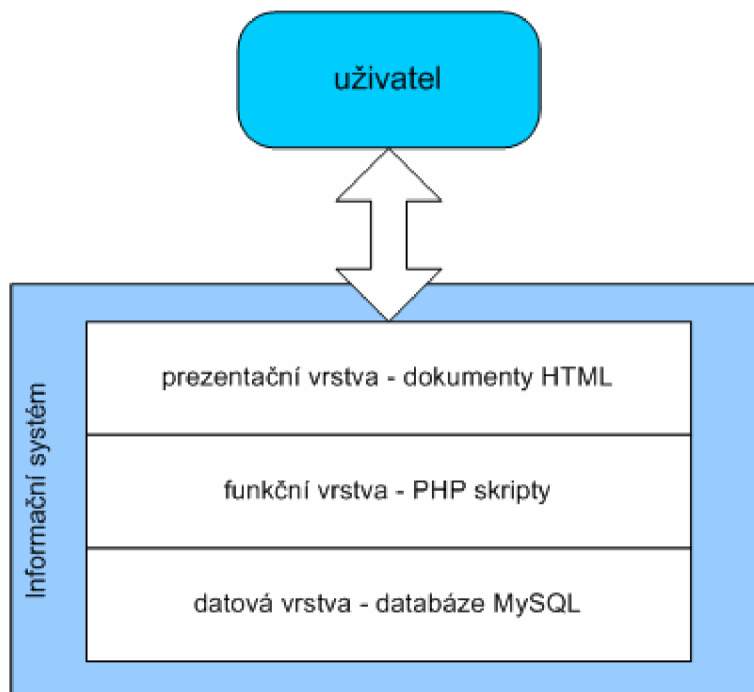 uživatel
Informační systém
prezentační vrstva - dokumenty HTML
funkční vrstva - PHP skripty
datová vrstva - databáze MySQL